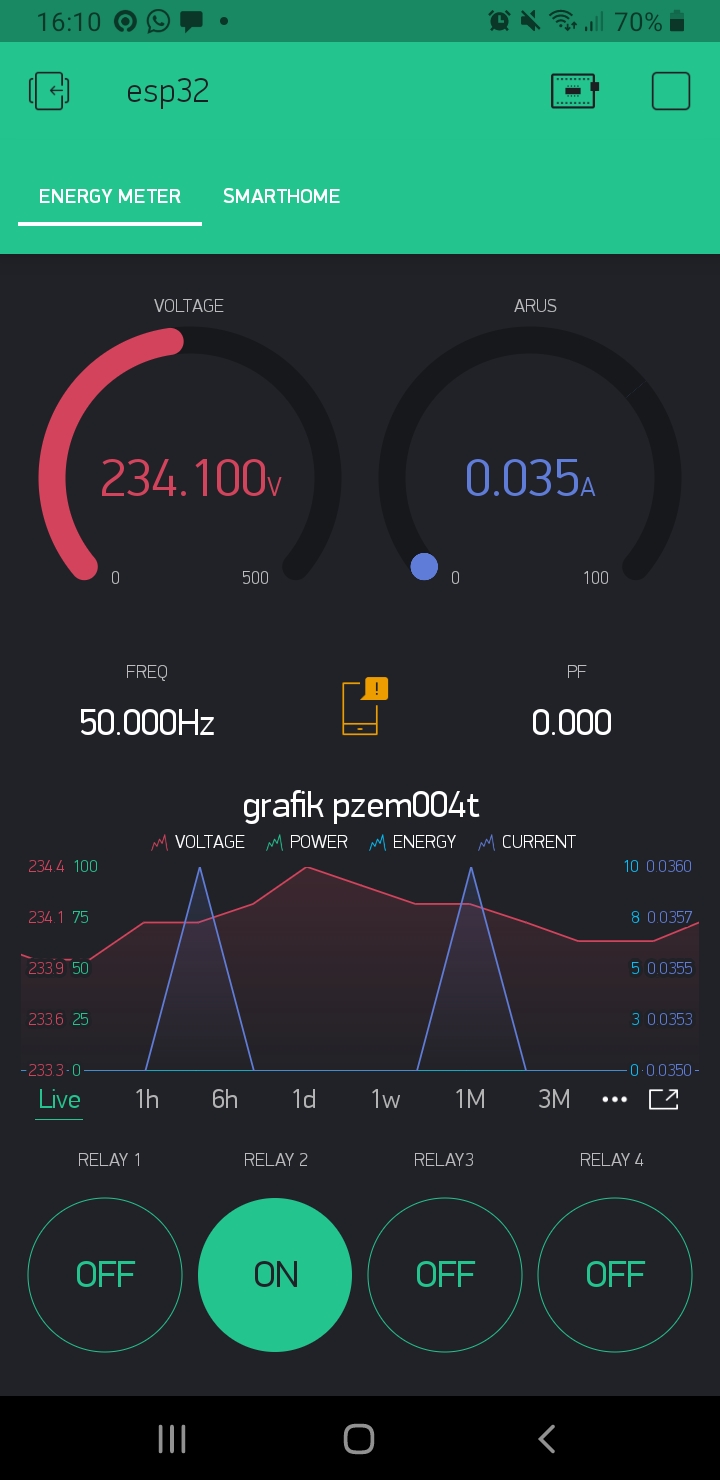 16:10 70%
esp32
ENERGY METER SMARTHOME
VOLTAGE ARUS
234.100V 0.035A
0 500 0 100
FREQ PF
50.000Hz ! 0.000
grafik pzem004t
VOLTAGE POWER ENERGY CURRENT
234.4 100 10 0.0360
234.1 75 8 0.0357
233.9 50 5 0.0355
233.6 25 3 0.0353
233.3 0 0 0.0350
Live 1h 6h 1d 1w 1M 3M •••
RELAY 1 RELAY 2 RELAY3 RELAY 4
OFF ON OFF OFF